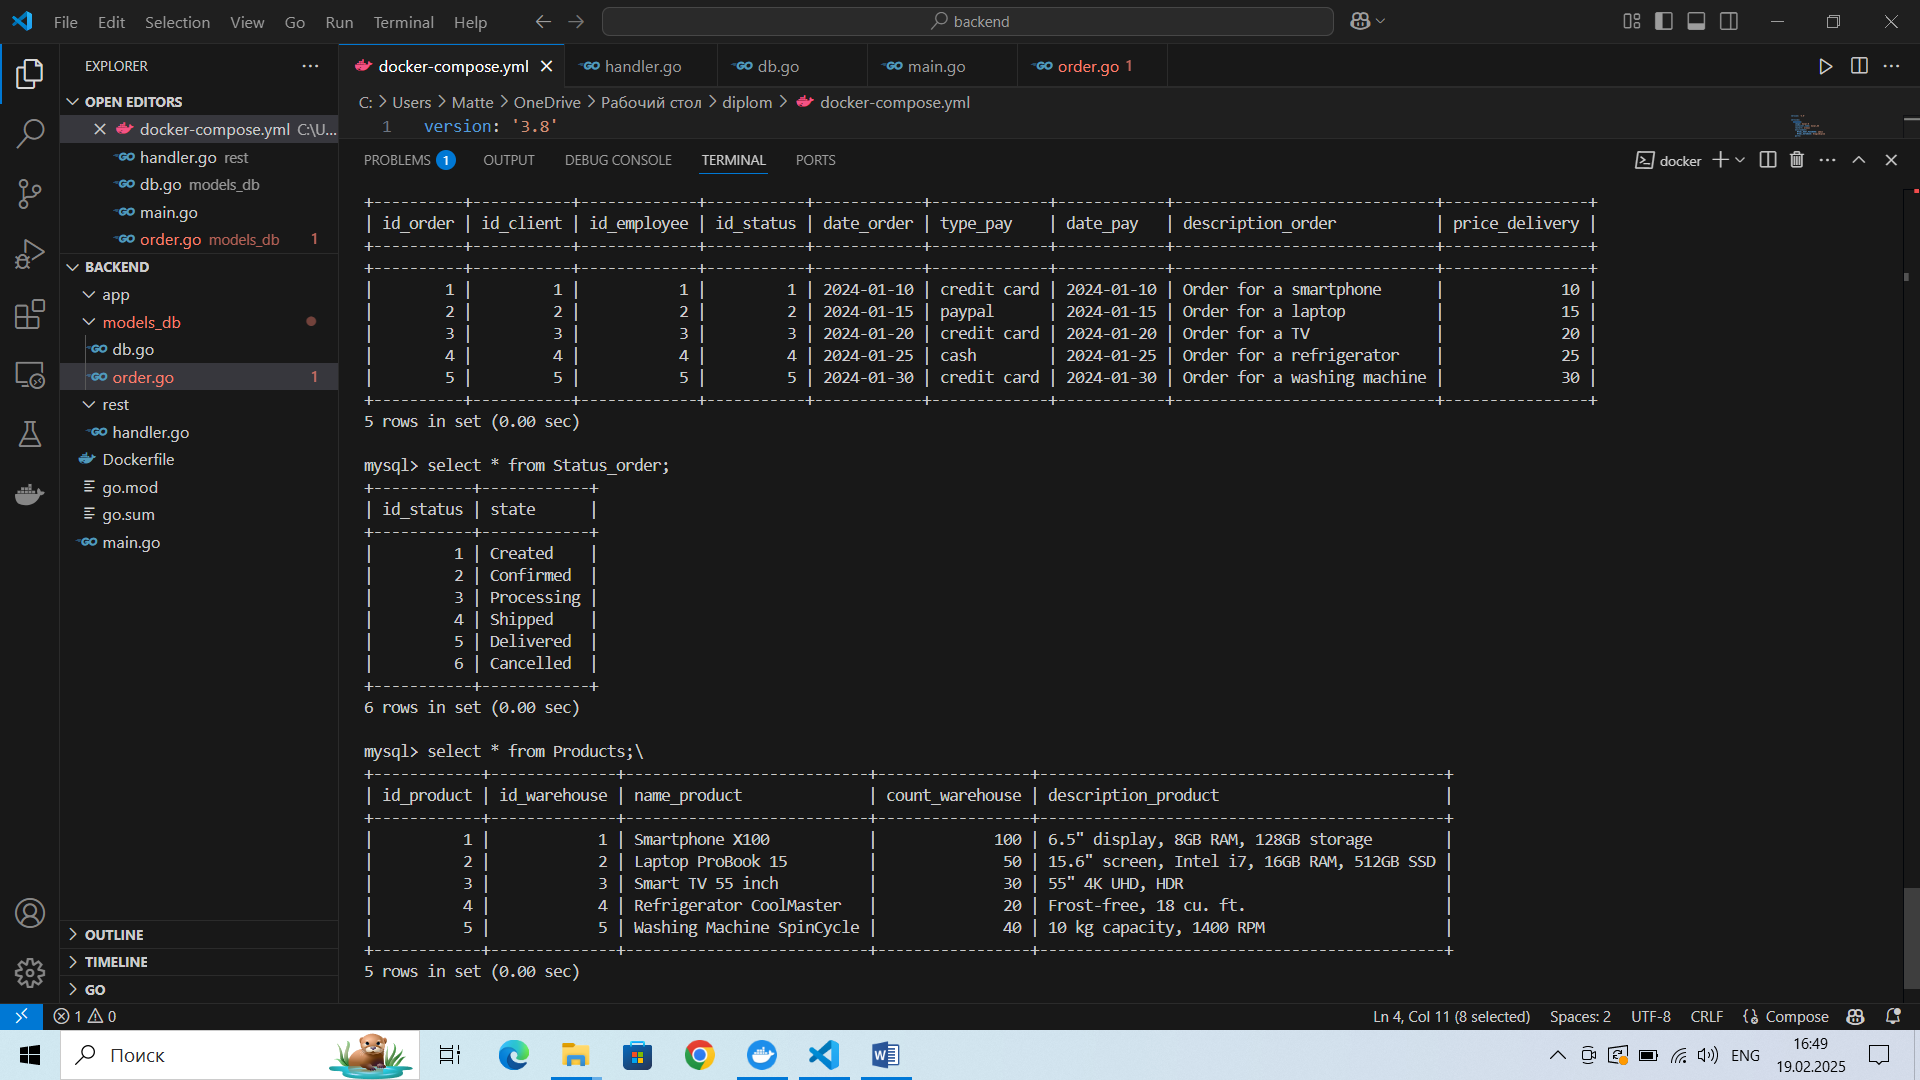 File Edit Selection View Go Run Terminal Help
backend
EXPLORER
OPEN EDITORS
docker-compose.yml C:\U...
handler.go rest
db.go models_db
main.go
order.go models_db 1
BACKEND
app
models_db
db.go
order.go 1
rest
handler.go
Dockerfile
go.mod
go.sum
main.go
OUTLINE
TIMELINE
GO
docker-compose.yml handler.go db.go main.go order.go 1
C: > Users > Matte > OneDrive > Рабочий стол > diplom > docker-compose.yml
1 version: '3.8'
PROBLEMS 1 OUTPUT DEBUG CONSOLE TERMINAL PORTS
docker
+----------+-----------+-------------+-----------+------------+-------------+------------+-----------------------------+----------------+
| id_order | id_client | id_employee | id_status | date_order | type_pay    | date_pay   | description_order           | price_delivery |
+----------+-----------+-------------+-----------+------------+-------------+------------+-----------------------------+----------------+
+----------+-----------+-------------+-----------+------------+-------------+------------+-----------------------------+----------------+
|        1 |         1 |           1 |         1 | 2024-01-10 | credit card | 2024-01-10 | Order for a smartphone      |             10 |
|        2 |         2 |           2 |         2 | 2024-01-15 | paypal      | 2024-01-15 | Order for a laptop          |             15 |
|        3 |         3 |           3 |         3 | 2024-01-20 | credit card | 2024-01-20 | Order for a TV              |             20 |
|        4 |         4 |           4 |         4 | 2024-01-25 | cash        | 2024-01-25 | Order for a refrigerator    |             25 |
|        5 |         5 |           5 |         5 | 2024-01-30 | credit card | 2024-01-30 | Order for a washing machine |             30 |
+----------+-----------+-------------+-----------+------------+-------------+------------+-----------------------------+----------------+
5 rows in set (0.00 sec)
mysql> select * from Status_order;
+-----------+------------+
| id_status | state      |
+-----------+------------+
|         1 | Created    |
|         2 | Confirmed  |
|         3 | Processing |
|         4 | Shipped    |
|         5 | Delivered  |
|         6 | Cancelled  |
+-----------+------------+
6 rows in set (0.00 sec)
mysql> select * from Products;\
+------------+--------------+---------------------------+-----------------+---------------------------------------------+
| id_product | id_warehouse | name_product              | count_warehouse | description_product                         |
+------------+--------------+---------------------------+-----------------+---------------------------------------------+
|          1 |            1 | Smartphone X100           |             100 | 6.5" display, 8GB RAM, 128GB storage        |
|          2 |            2 | Laptop ProBook 15         |              50 | 15.6" screen, Intel i7, 16GB RAM, 512GB SSD |
|          3 |            3 | Smart TV 55 inch          |              30 | 55" 4K UHD, HDR                             |
|          4 |            4 | Refrigerator CoolMaster   |              20 | Frost-free, 18 cu. ft.                      |
|          5 |            5 | Washing Machine SpinCycle |              40 | 10 kg capacity, 1400 RPM                    |
+------------+--------------+---------------------------+-----------------+---------------------------------------------+
5 rows in set (0.00 sec)
1 0
Ln 4, Col 11 (8 selected) Spaces: 2 UTF-8 CRLF Compose
Поиск
ENG
16:49
19.02.2025